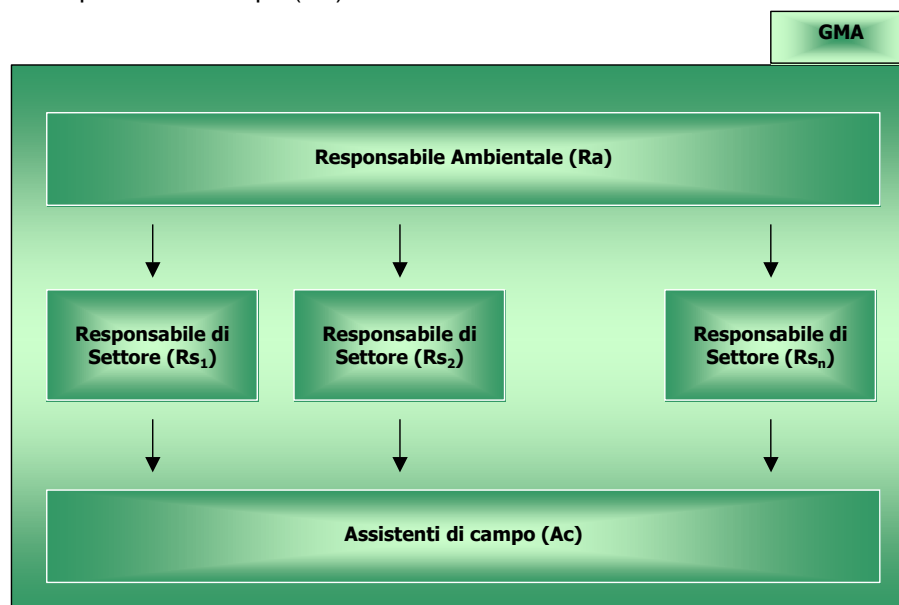 GMA
Responsabile Ambientale (Ra)
Responsabile di
Settore (Rs₁)
Responsabile di
Settore (Rs₂)
Responsabile di
Settore (Rsₙ)
Assistenti di campo (Ac)